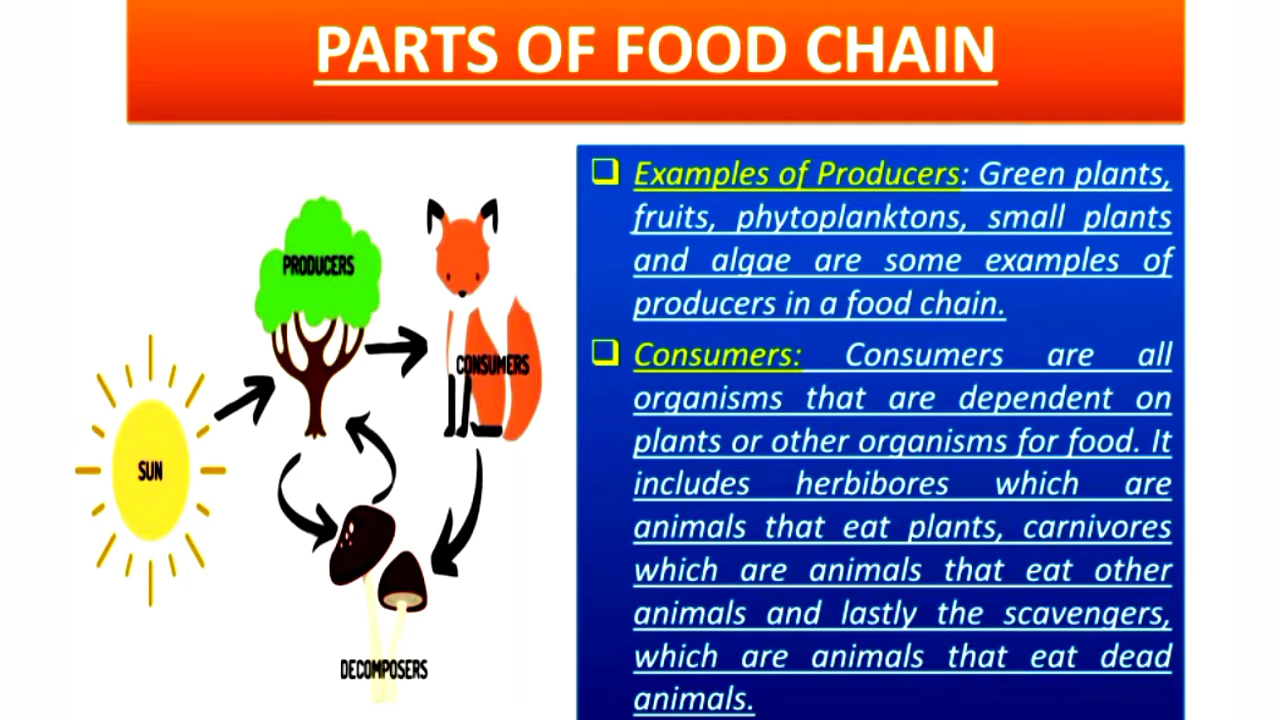 PARTS OF FOOD CHAIN
PRODUCERS
CONSUMERS
SUN
DECOMPOSERS
❑ Examples of Producers: Green plants,
fruits, phytoplanktons, small plants
and algae are some examples of
producers in a food chain.
❑ Consumers: Consumers are all
organisms that are dependent on
plants or other organisms for food. It
includes herbibores which are
animals that eat plants, carnivores
which are animals that eat other
animals and lastly the scavengers,
which are animals that eat dead
animals.